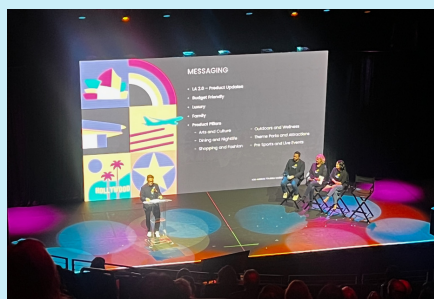 MESSAGING
• LA 2.0 – Product Updates
• Budget Friendly
• Luxury
• Family
• Product Pillars
• Arts and Culture
• Dining and Nightlife
• Shopping and Fashion
• Outdoors and Wellness
• Theme Parks and Attractions
• Pro Sports and Live Events
HOLLYWOOD